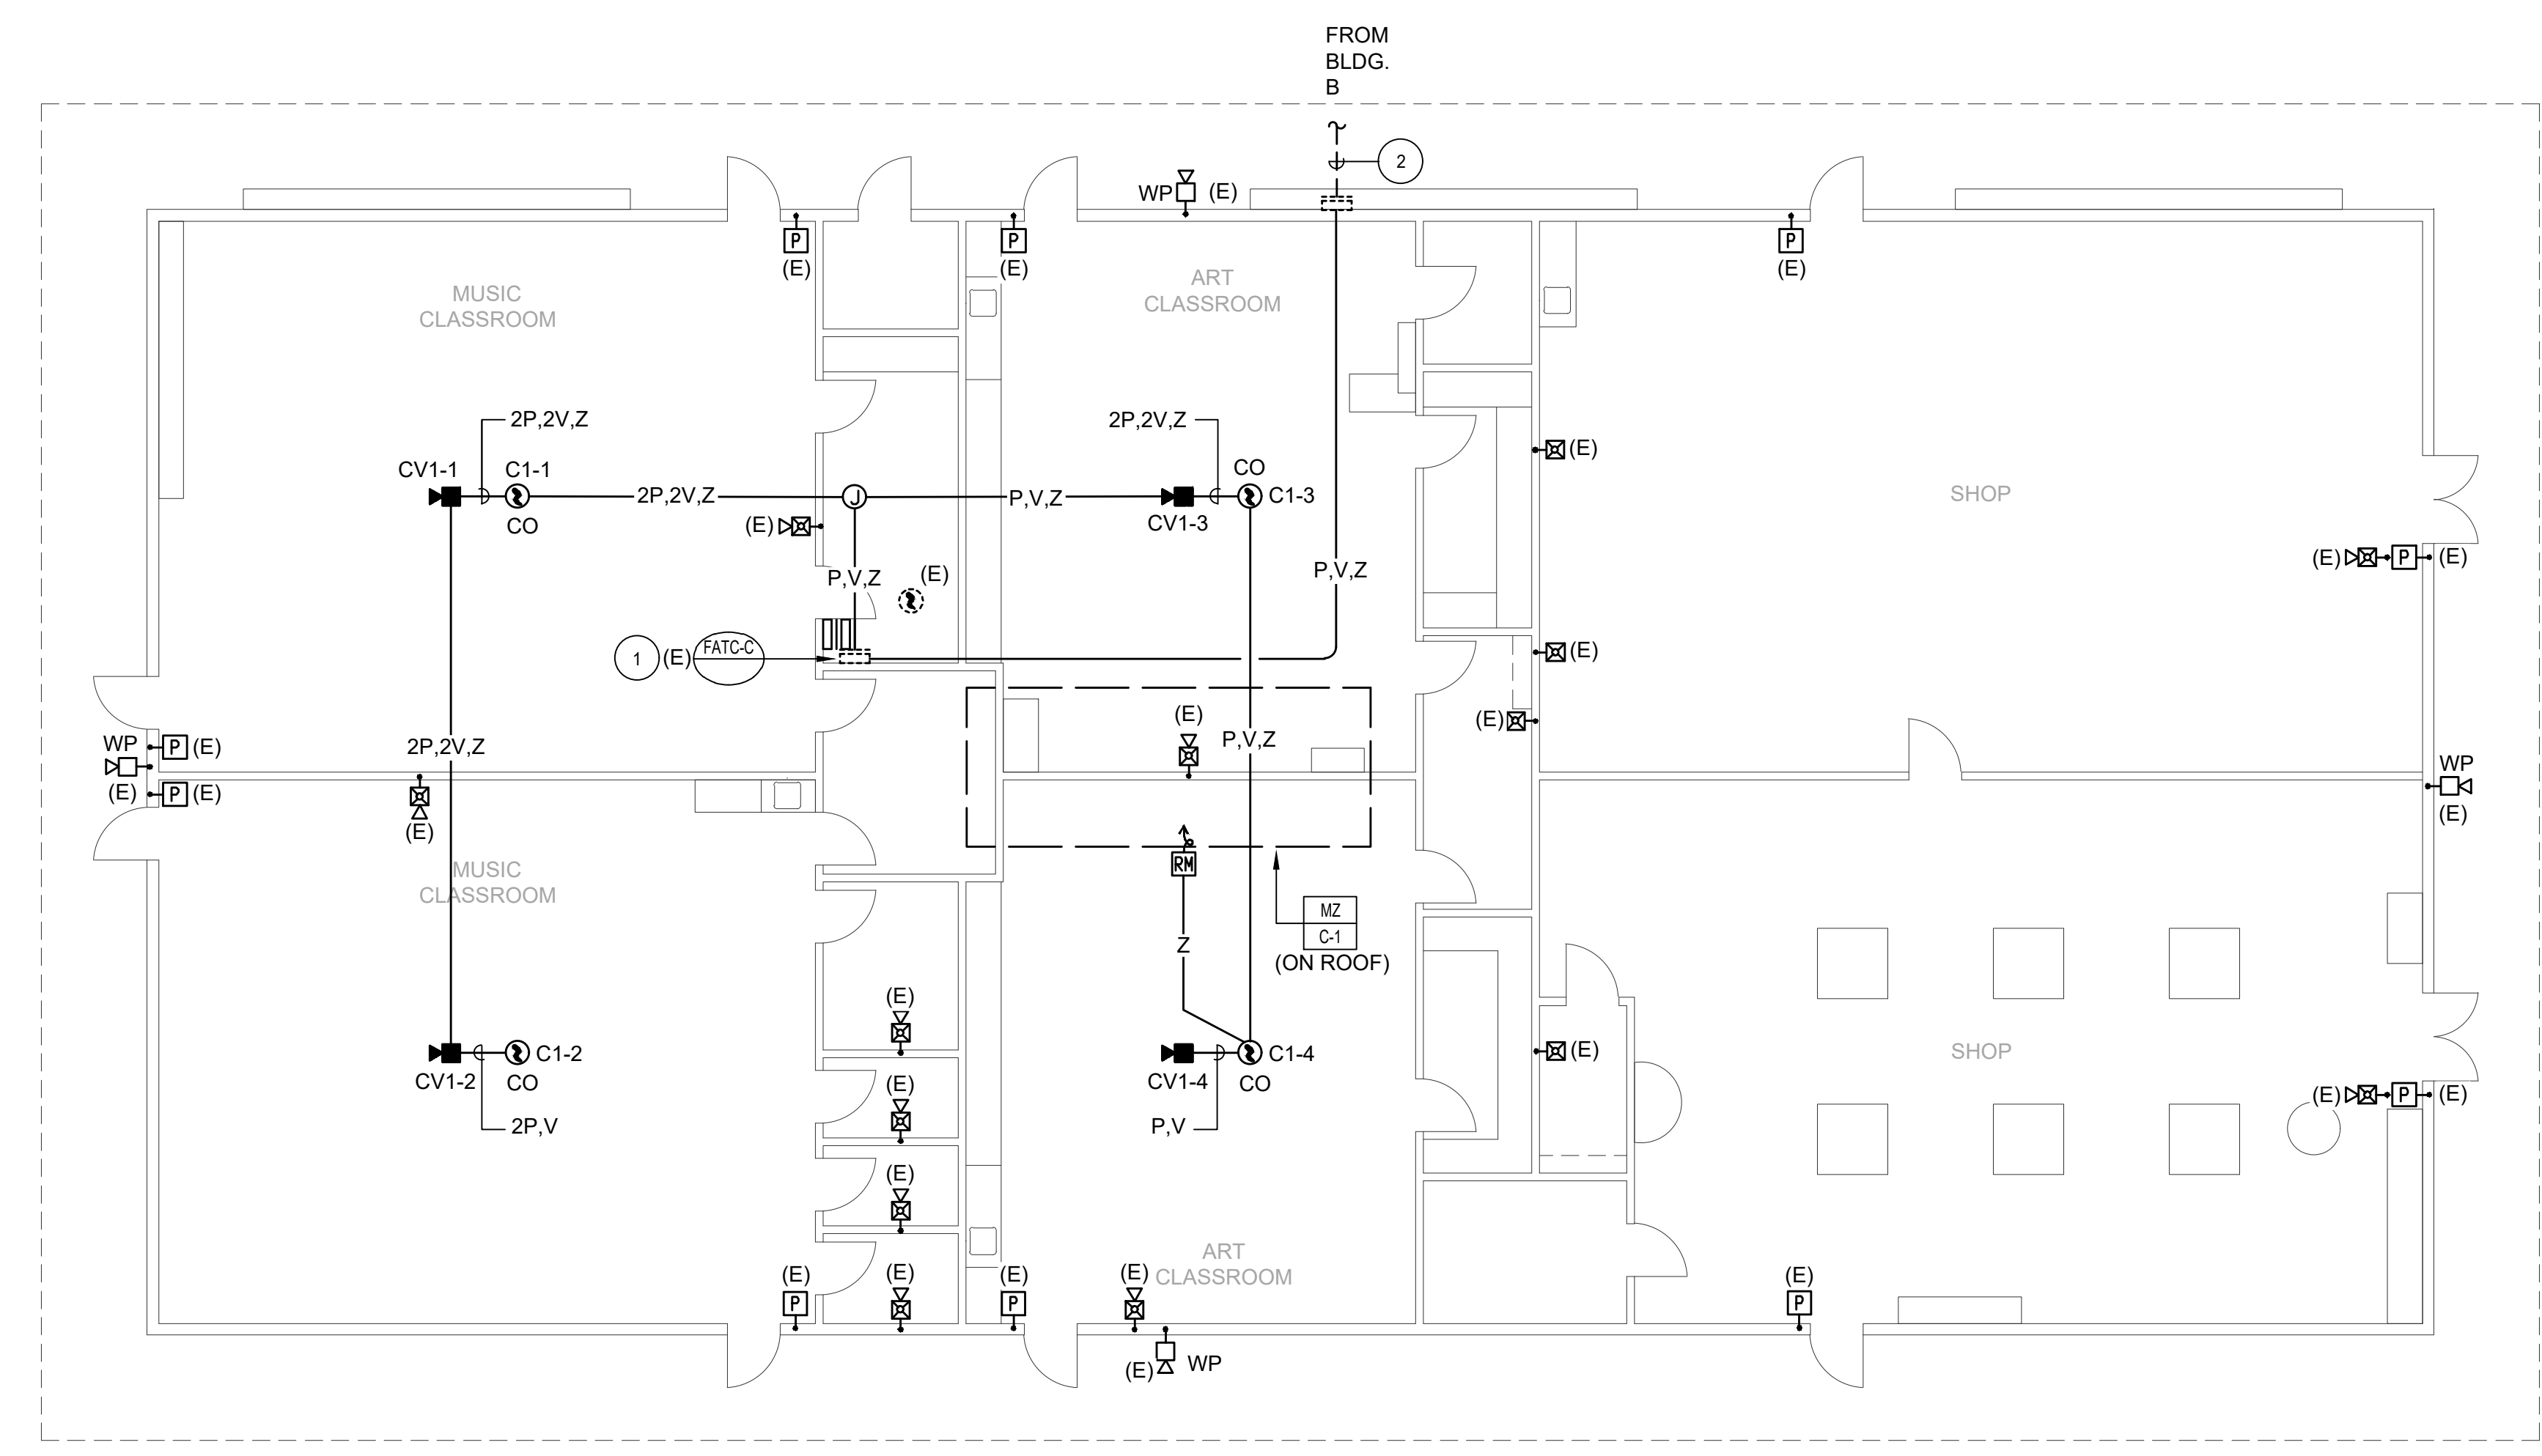 FROM
BLDG.
B
2
WP (E)
P
(E)
P
(E)
P
(E)
MUSIC
CLASSROOM
ART
CLASSROOM
2P,2V,Z
2P,2V,Z
CV1-1
C1-1
CO
2P,2V,Z
J
P,V,Z
CO
C1-3
CV1-3
(E)
(E)
SHOP
P,V,Z
(E)
P,V,Z
(E) P (E)
1
(E)
FATC-C
(E)
(E)
(E)
P,V,Z
WP
P (E)
(E)
P (E)
2P,2V,Z
(E)
WP
(E)
MUSIC
CLASSROOM
RM
MZ
C-1
(ON ROOF)
Z
(E)
(E)
(E)
(E)
CV1-2
C1-2
CO
2P,V
CV1-4
C1-4
CO
P,V
(E)
SHOP
(E) P (E)
ART
CLASSROOM
(E)
P
(E)
P
(E)
(E)
P
(E)
WP